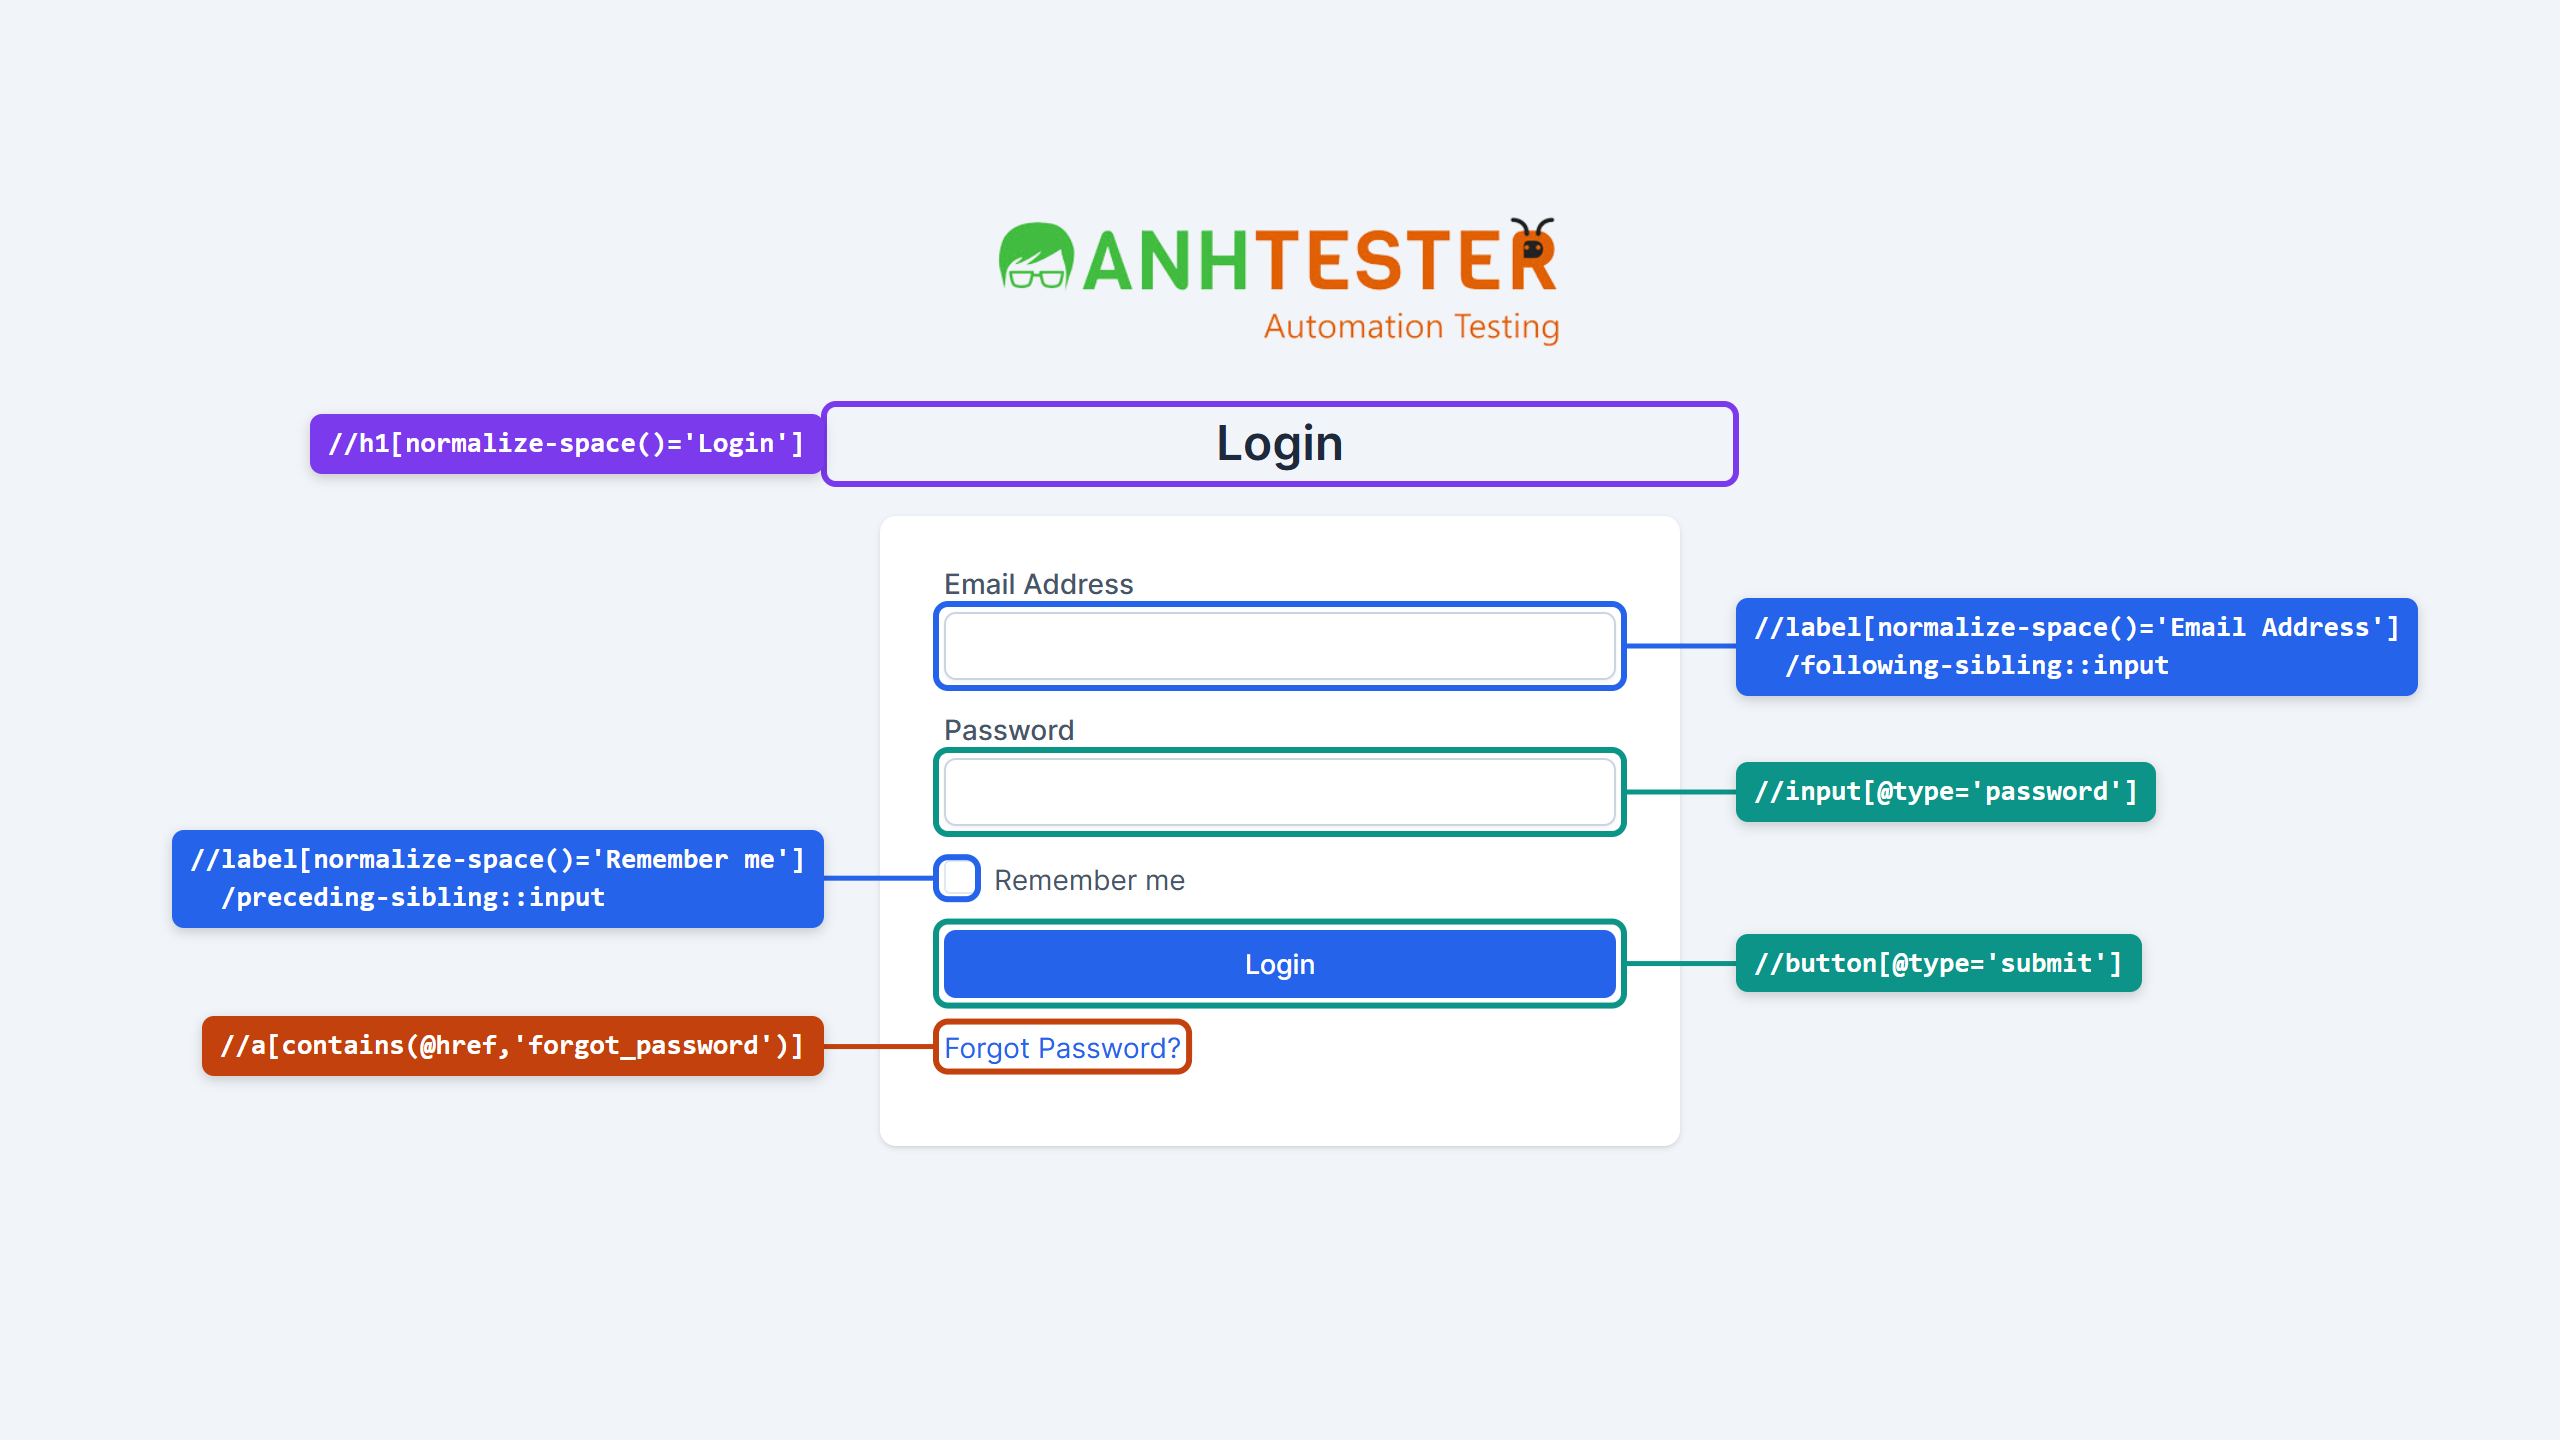 ANHTESTER
Automation Testing
//h1[normalize-space()='Login']
Login
Email Address
//label[normalize-space()='Email Address']
/following-sibling::input
Password
//input[@type='password']
//label[normalize-space()='Remember me']
/preceding-sibling::input
Remember me
Login
//button[@type='submit']
//a[contains(@href,'forgot_password')]
Forgot Password?